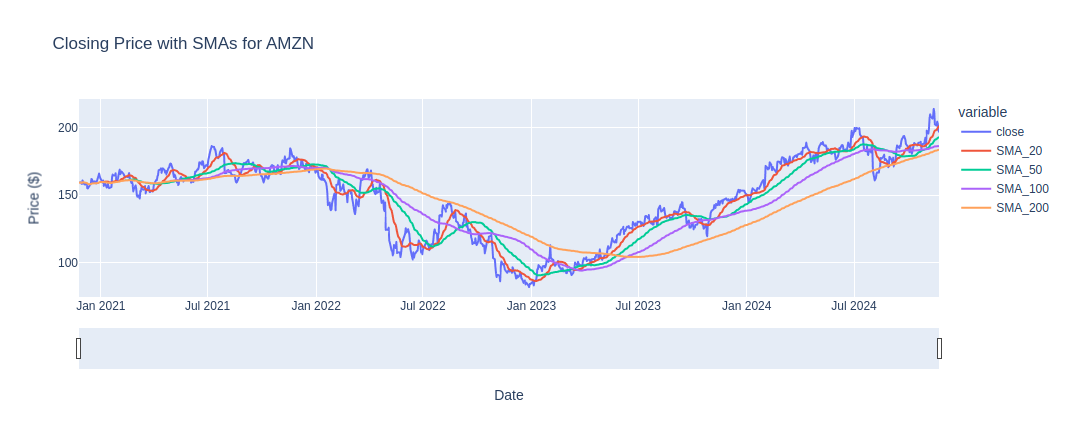 Closing Price with SMAs for AMZN
variable
close
SMA_20
SMA_50
SMA_100
SMA_200
Price ($)
200
150
100
Jan 2021
Jul 2021
Jan 2022
Jul 2022
Jan 2023
Jul 2023
Jan 2024
Jul 2024
Date